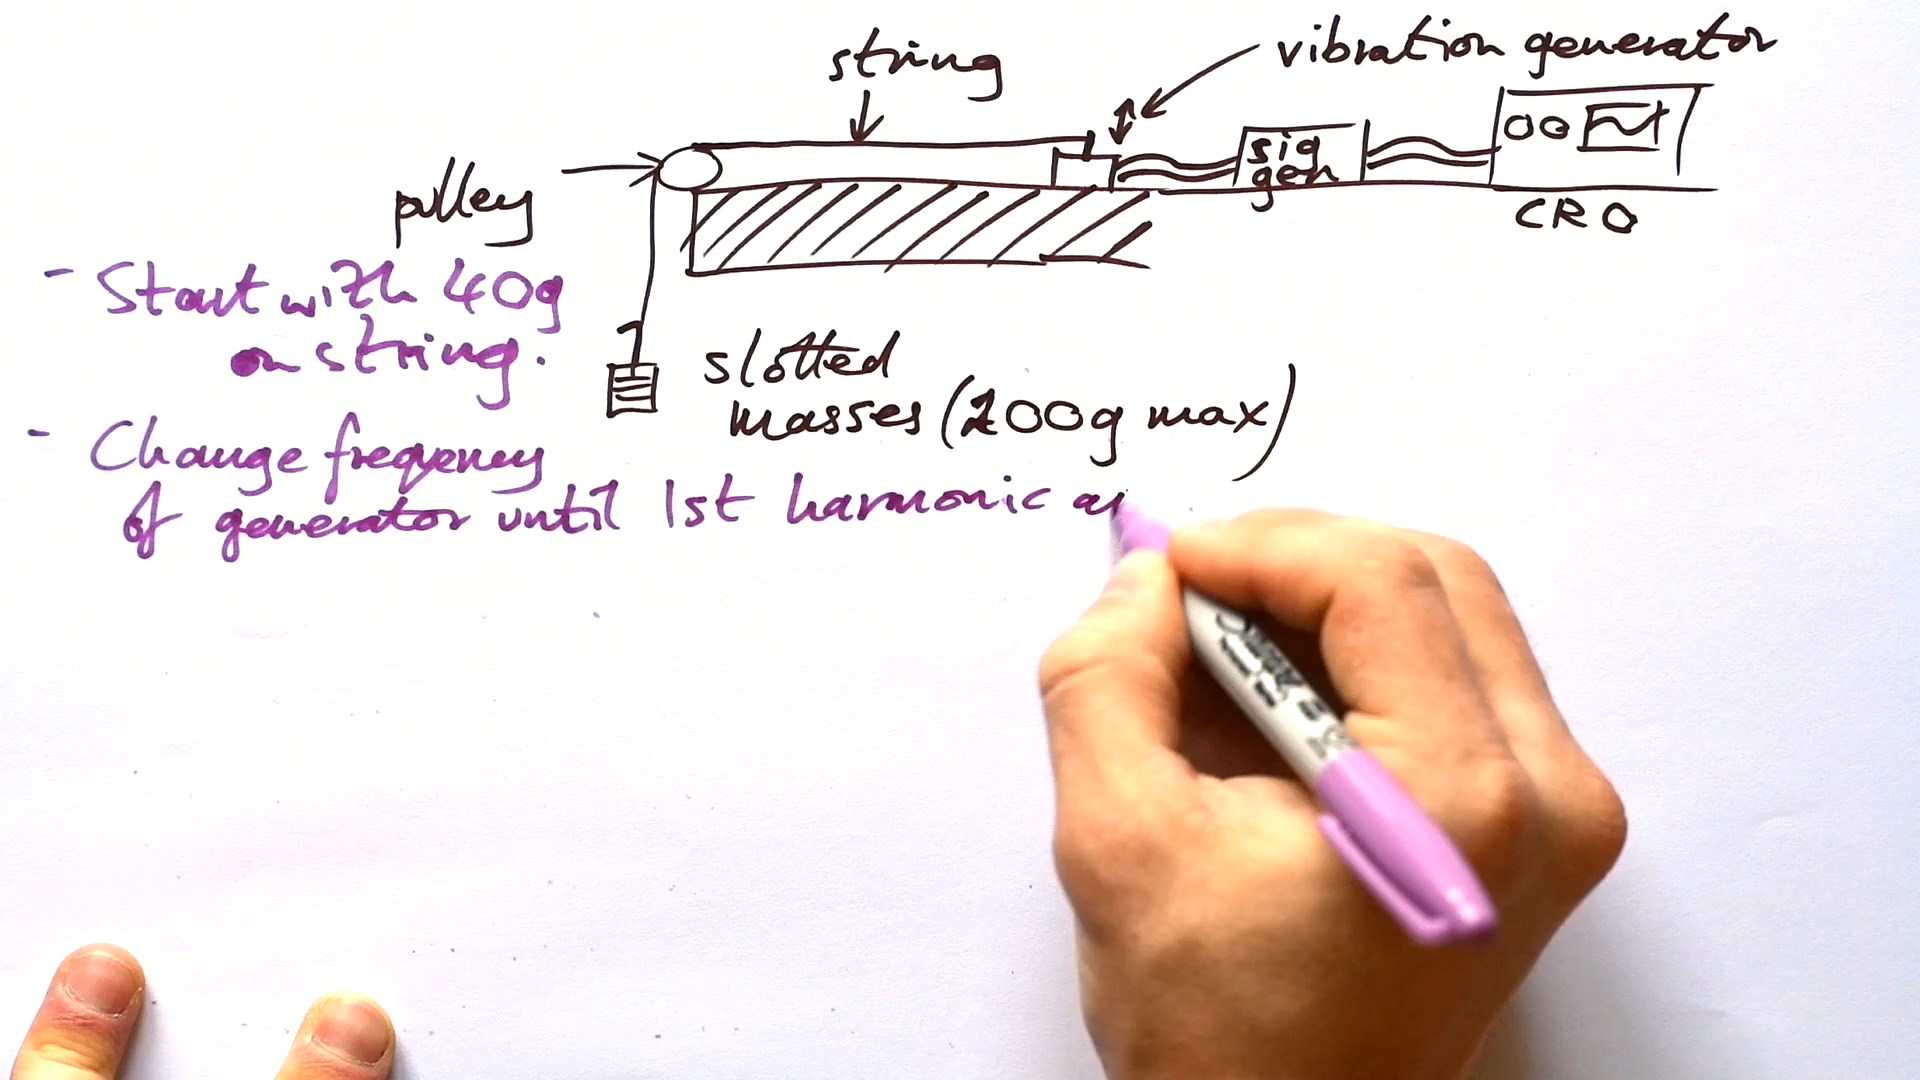 string
vibration generator
sig
gen
CRO
pulley
- Start with 40g
on string.
slotted
masses (200g max)
- Change frequency
of generator until 1st harmonic